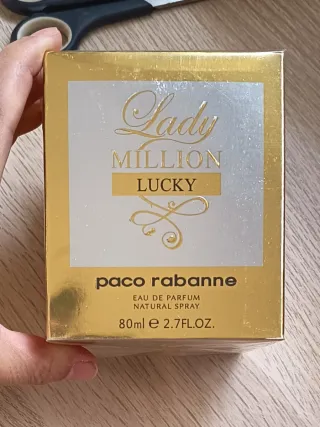 Lady
MILLION
LUCKY
paco rabanne
EAU DE PARFUM
NATURAL SPRAY
80ml e 2.7FL.OZ.